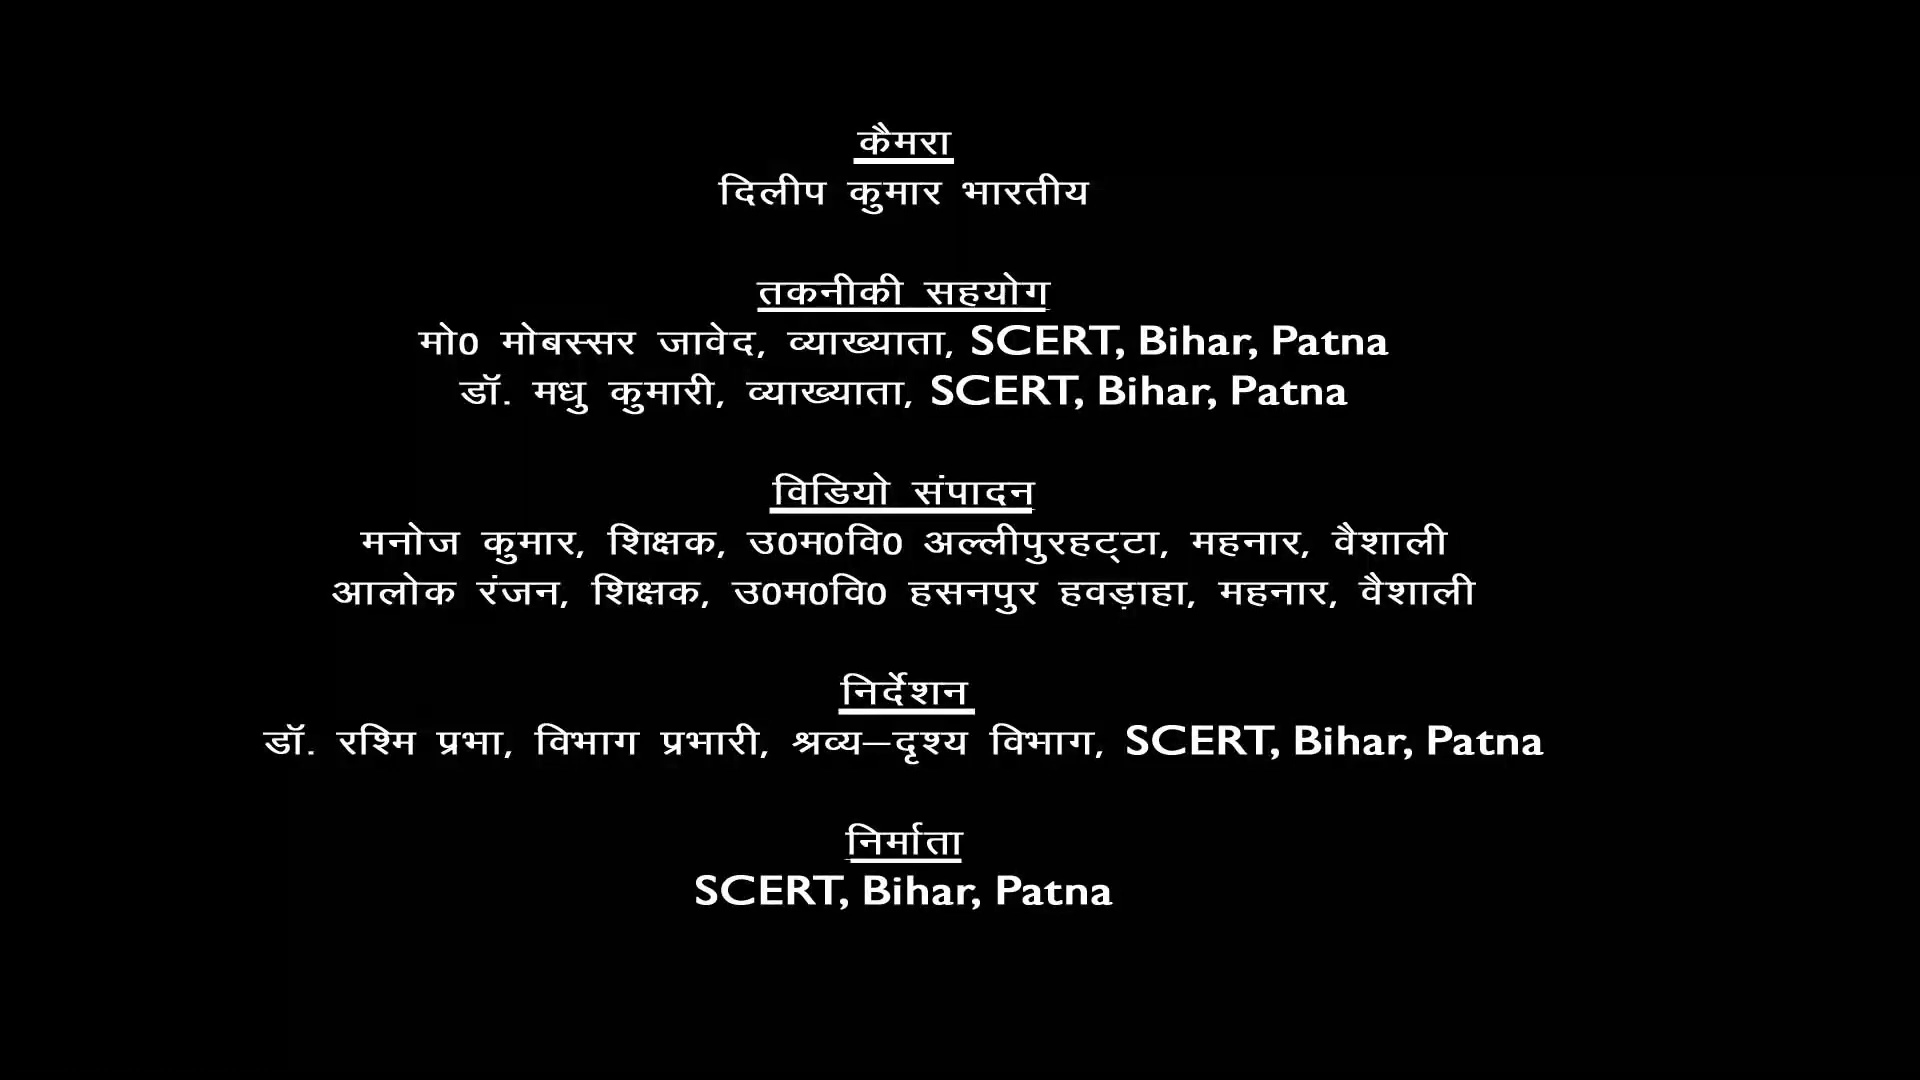 कैमरा
दिलीप कुमार भारतीय
तकनीकी सहयोग
मो0 मोबस्सर जावेद, व्याख्याता, SCERT, Bihar, Patna
डॉ. मधु कुमारी, व्याख्याता, SCERT, Bihar, Patna
विडियो संपादन
मनोज कुमार, शिक्षक, उ0म0वि0 अल्लीपुरहट्टा, महनार, वैशाली
आलोक रंजन, शिक्षक, उ0म0वि0 हसनपुर हवड़ाहा, महनार, वैशाली
निर्देशन
डॉ. रश्मि प्रभा, विभाग प्रभारी, श्रव्य–दृश्य विभाग, SCERT, Bihar, Patna
निर्माता
SCERT, Bihar, Patna